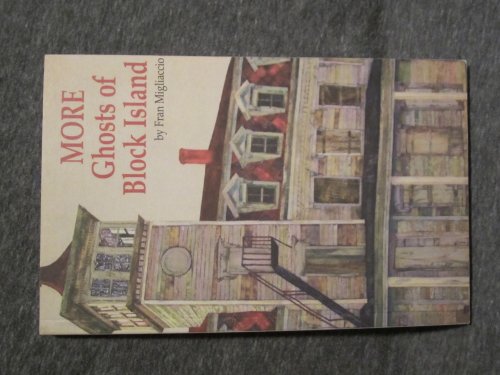 MORE
Ghosts of
Block Island
by Fran Migliaccio